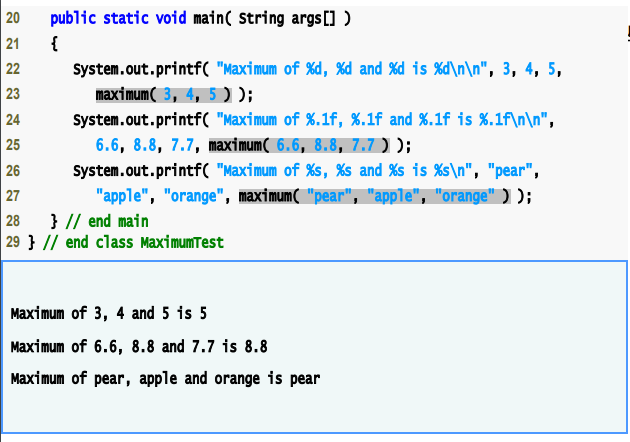 20 public static void main( String args[] )
21 {
22 System.out.printf( "Maximum of %d, %d and %d is %d\n\n", 3, 4, 5,
23 maximum( 3, 4, 5 ) );
24 System.out.printf( "Maximum of %.1f, %.1f and %.1f is %.1f\n\n",
25 6.6, 8.8, 7.7, maximum( 6.6, 8.8, 7.7 ) );
26 System.out.printf( "Maximum of %s, %s and %s is %s\n", "pear",
27 "apple", "orange", maximum( "pear", "apple", "orange" ) );
28 } // end main
29 } // end class MaximumTest
Maximum of 3, 4 and 5 is 5
Maximum of 6.6, 8.8 and 7.7 is 8.8
Maximum of pear, apple and orange is pear